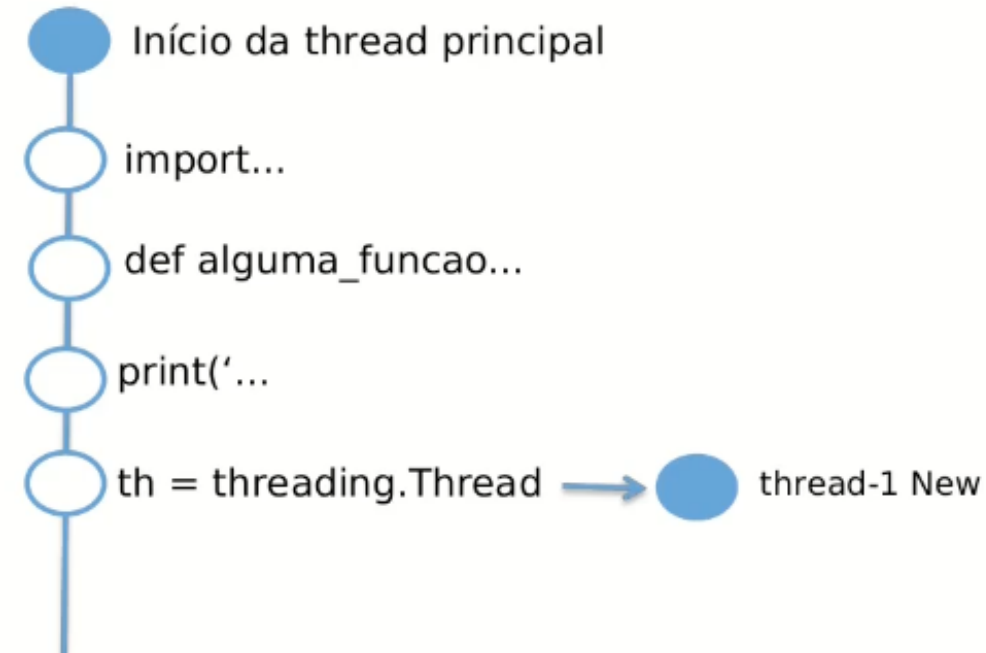 Início da thread principal
import...
def alguma_funcao...
print(‘...
th = threading.Thread
thread-1 New